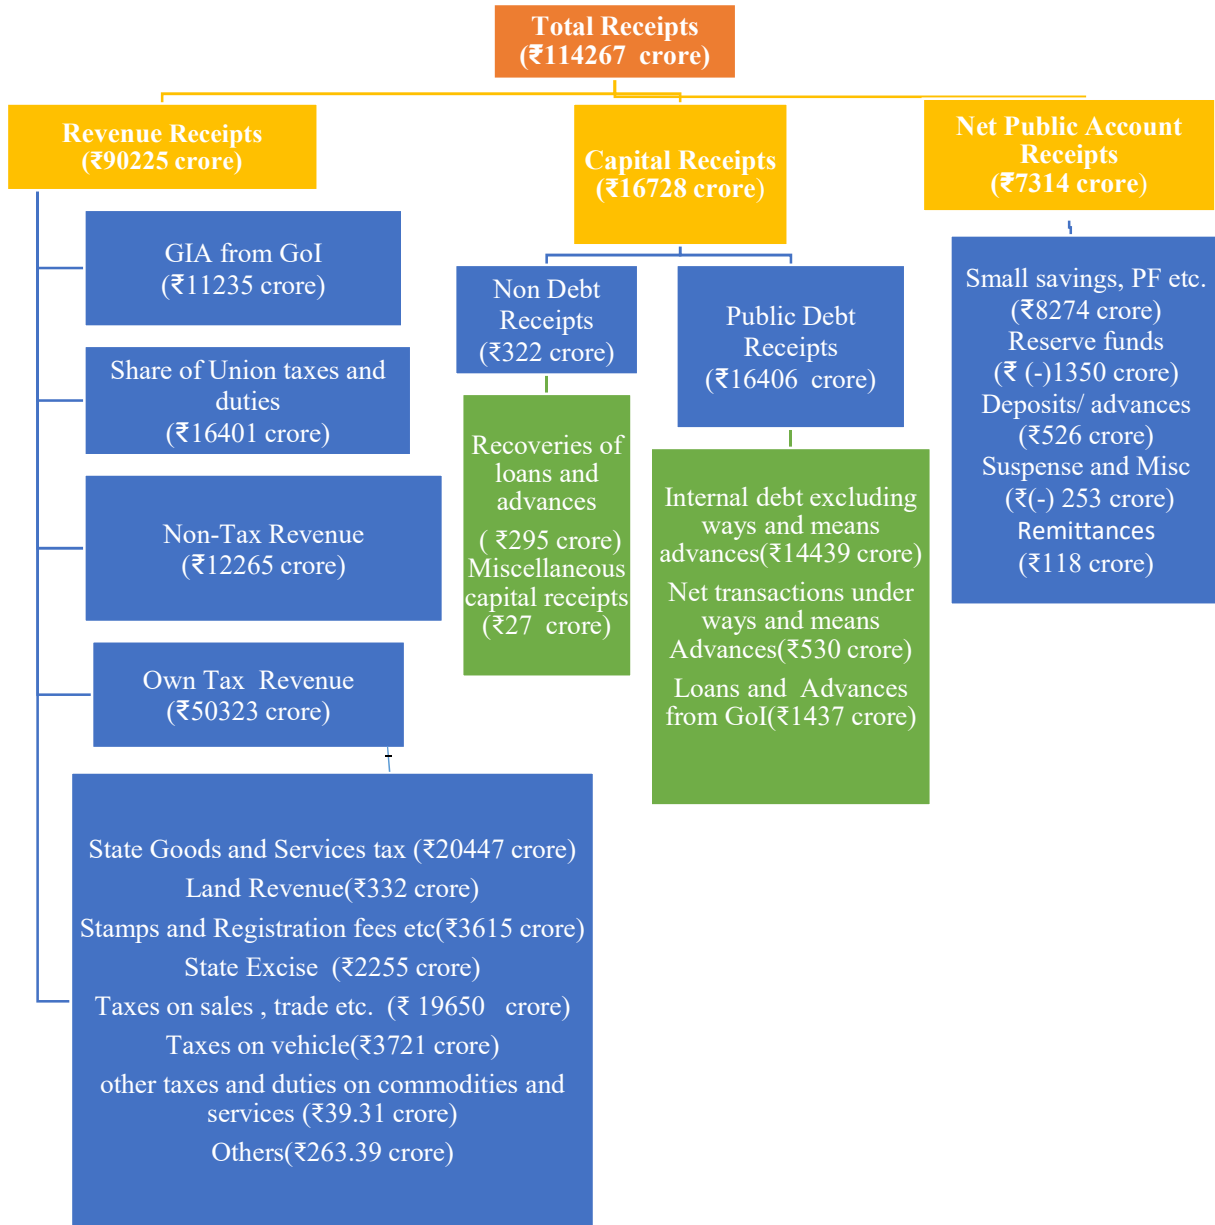 Total Receipts
(₹114267 crore)
Revenue Receipts
(₹90225 crore)
GIA from GoI
(₹11235 crore)
Share of Union taxes and
duties
(₹16401 crore)
Non-Tax Revenue
(₹12265 crore)
Own Tax Revenue
(₹50323 crore)
State Goods and Services tax (₹20447 crore)
Land Revenue(₹332 crore)
Stamps and Registration fees etc(₹3615 crore)
State Excise (₹2255 crore)
Taxes on sales , trade etc. (₹ 19650 crore)
Taxes on vehicle(₹3721 crore)
other taxes and duties on commodities and
services (₹39.31 crore)
Others(₹263.39 crore)
Capital Receipts
(₹16728 crore)
Non Debt
Receipts
(₹322 crore)
Recoveries of
loans and
advances
( ₹295 crore)
Miscellaneous
capital receipts
(₹27 crore)
Public Debt
Receipts
(₹16406 crore)
Internal debt excluding
ways and means
advances(₹14439 crore)
Net transactions under
ways and means
Advances(₹530 crore)
Loans and Advances
from GoI(₹1437 crore)
Net Public Account
Receipts
(₹7314 crore)
Small savings, PF etc.
(₹8274 crore)
Reserve funds
(₹ (-)1350 crore)
Deposits/ advances
(₹526 crore)
Suspense and Misc
(₹(-) 253 crore)
Remittances
(₹118 crore)